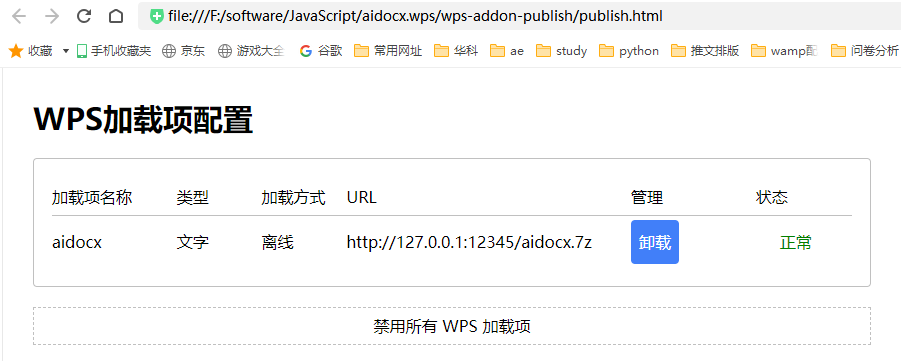 file:///F:/software/JavaScript/aidocx.wps/wps-addon-publish/publish.html
收藏 手机收藏夹 京东 游戏大全 谷歌 常用网址 华科 ae study python 推文排版 wamp配 问卷分析
WPS加载项配置
加载项名称 类型 加载方式 URL 管理 状态
aidocx 文字 离线 http://127.0.0.1:12345/aidocx.7z 卸载 正常
禁用所有 WPS 加载项